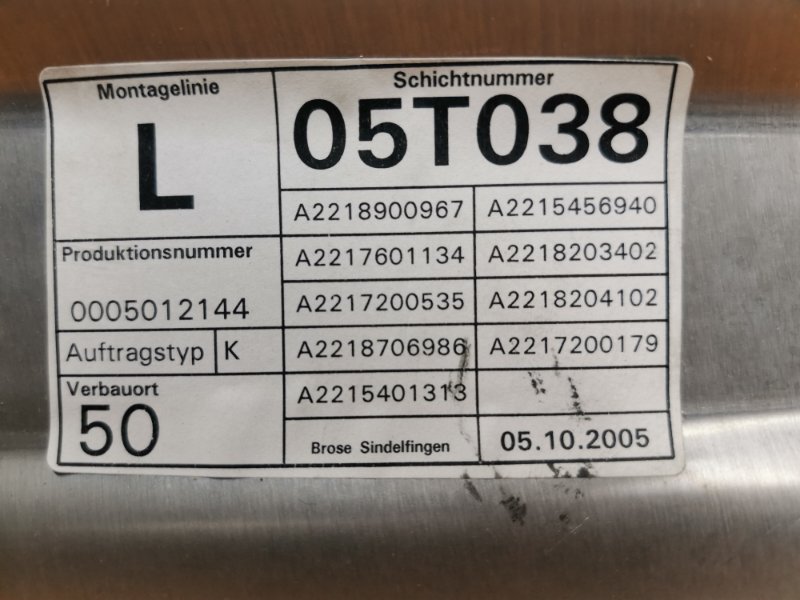 Montagelinie
L
Schichtnummer
05T038
A2218900967 A2215456940
Produktionsnummer
0005012144
A2217601134 A2218203402
A2217200535 A2218204102
Auftragstyp K
A2218706986 A2217200179
Verbauort
50
A2215401313
Brose Sindelfingen 05.10.2005